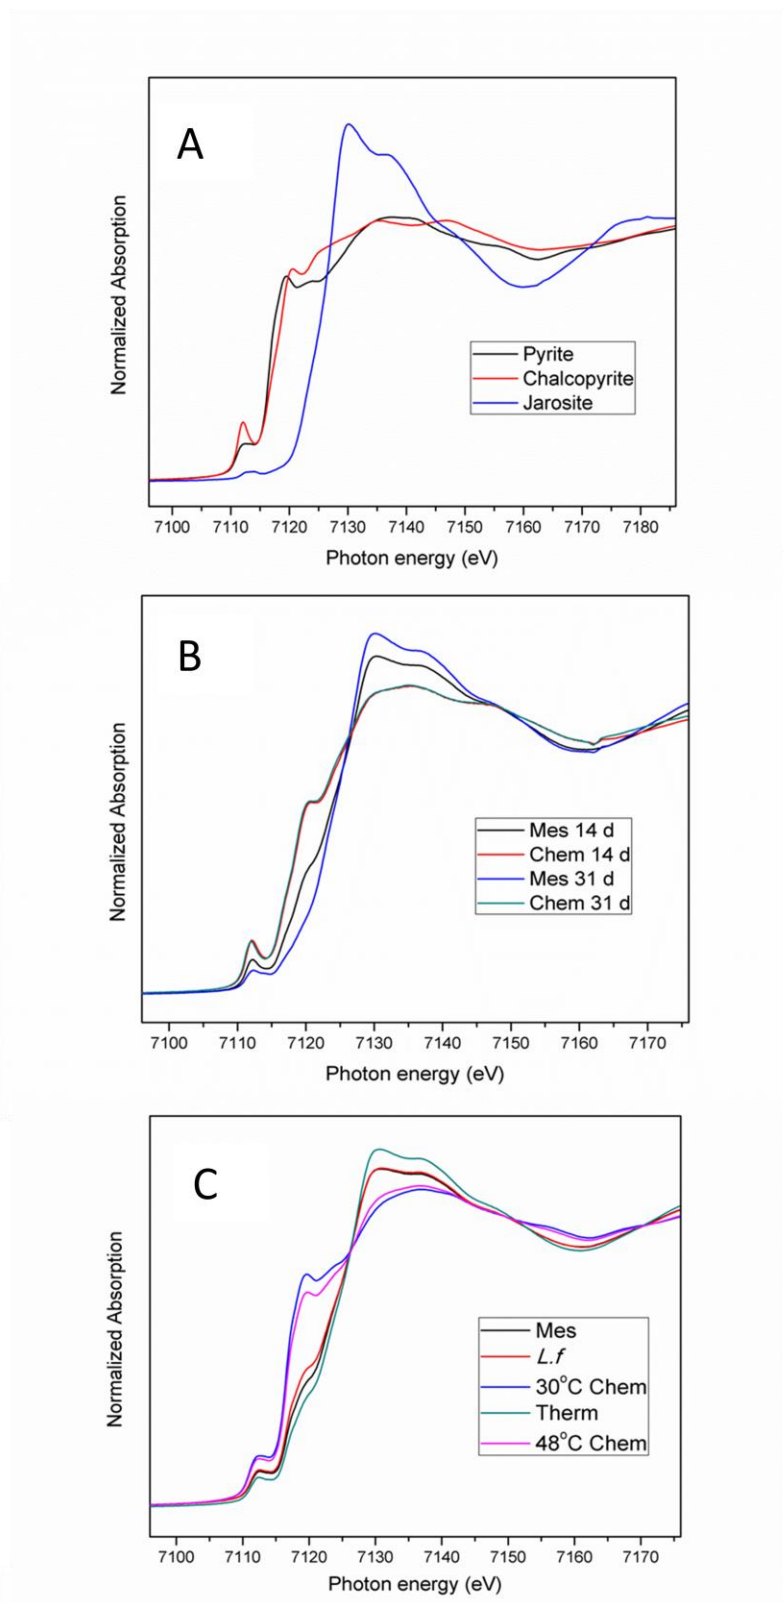 A
Normalized Absorption
Pyrite
Chalcopyrite
Jarosite
7100 7110 7120 7130 7140 7150 7160 7170 7180
Photon energy (eV)
B
Normalized Absorption
Mes 14 d
Chem 14 d
Mes 31 d
Chem 31 d
7100 7110 7120 7130 7140 7150 7160 7170
Photon energy (eV)
C
Normalized Absorption
Mes
L.f
30°C Chem
Therm
48°C Chem
7100 7110 7120 7130 7140 7150 7160 7170
Photon energy (eV)